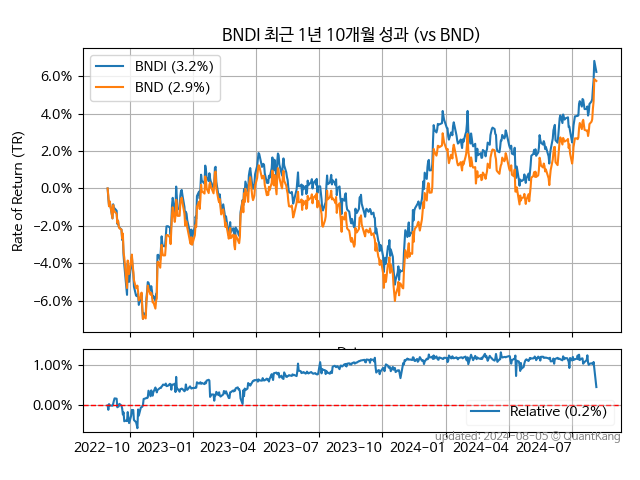 BNDI 최근 1년 10개월 성과 (vs BND)
BNDI (3.2%)
BND (2.9%)
6.0%
4.0%
2.0%
0.0%
−2.0%
−4.0%
−6.0%
Rate of Return (TR)
1.00%
0.00%
Relative (0.2%)
updated: 2024-08-05 © QuantKang
2022-10 2023-01 2023-04 2023-07 2023-10 2024-01 2024-04 2024-07